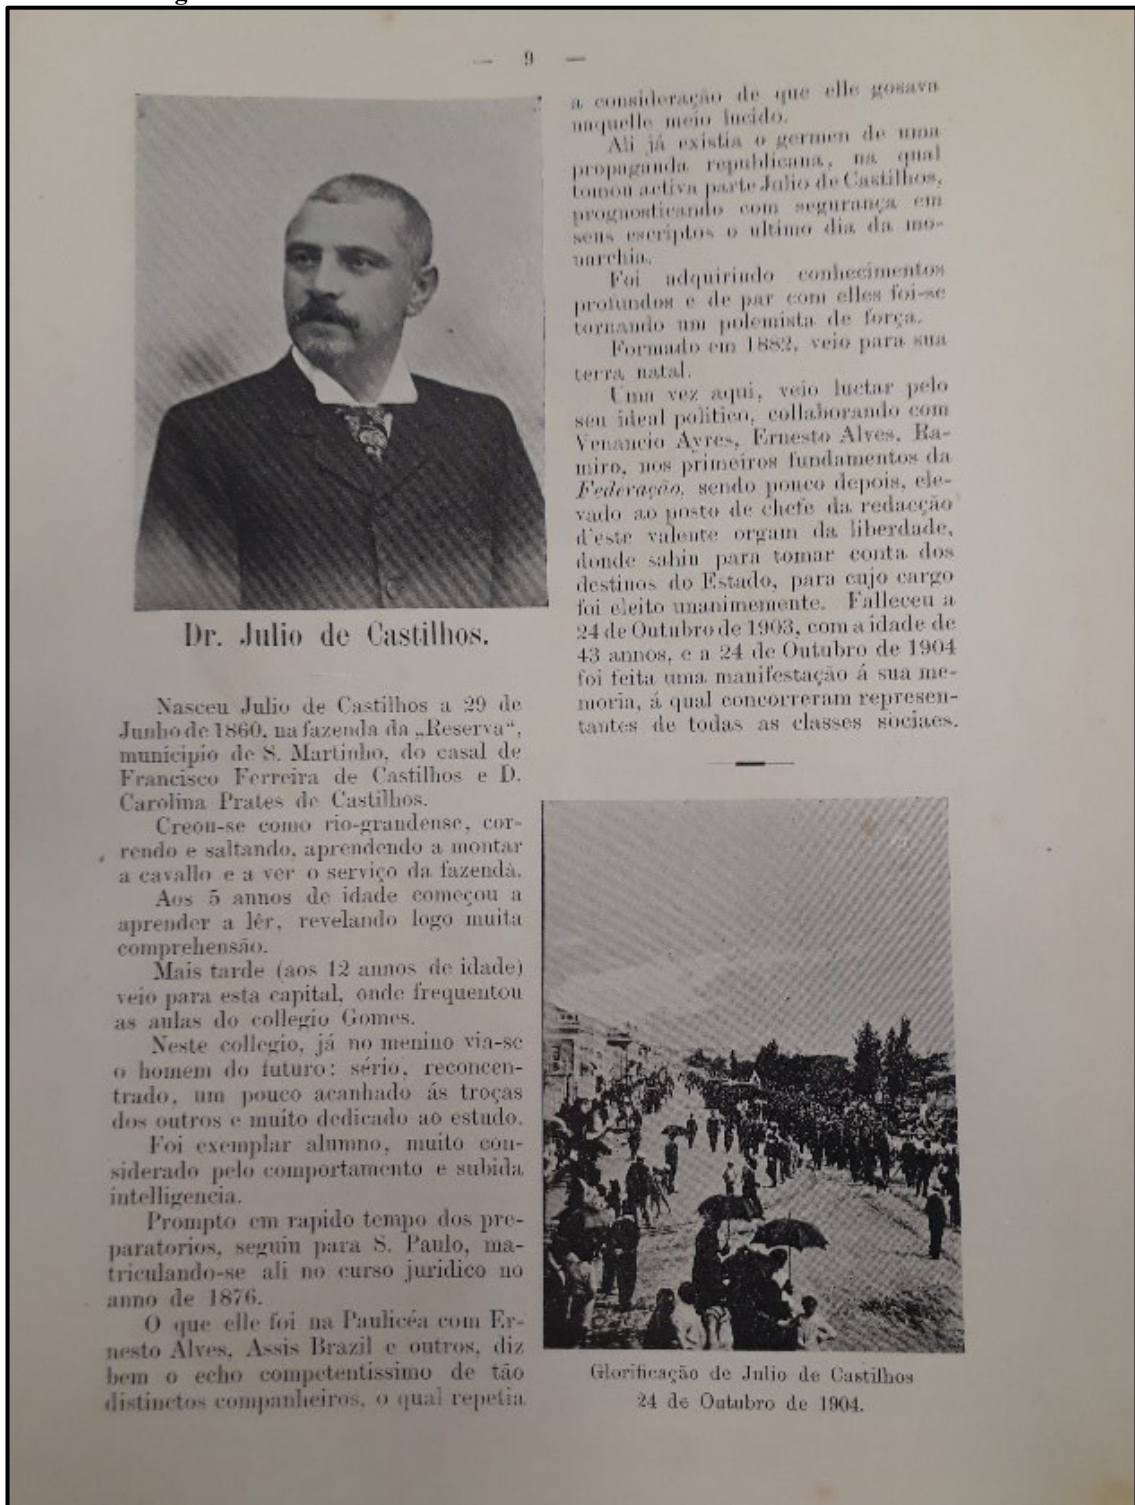 — 9 —
Dr. Julio de Castilhos.
Nasceu Julio de Castilhos a 29 de
Junho de 1860, na fazenda da „Reserva“,
municipio de S. Martinho, do casal de
Francisco Ferreira de Castilhos e D.
Carolina Prates de Castilhos.
Creou-se como rio-grandense, cor-
rendo e saltando, aprendendo a montar
a cavallo e a ver o serviço da fazenda.
Aos 5 annos de idade começou a
aprender a lêr, revelando logo muita
comprehensão.
Mais tarde (aos 12 annos de idade)
veio para esta capital, onde frequentou
as aulas do collegio Gomes.
Neste collegio, já no menino via-se
o homem do futuro: sério, reconcen-
trado, um pouco acanhado ás troças
dos outros e muito dedicado ao estudo.
Foi exemplar alumno, muito con-
siderado pelo comportamento e subida
intelligencia.
Prompto em rapido tempo dos pre-
paratorios, seguiu para S. Paulo, ma-
triculando-se ali no curso juridico no
anno de 1876.
O que elle foi na Paulicéa com Er-
nesto Alves, Assis Brazil e outros, diz
bem o echo competentissimo de tão
distinctos companheiros, o qual repetia
a consideração de que elle gosava
naquelle meio lucido.
Ali já existia o germen de uma
propaganda republicana, na qual
tomou activa parte Julio de Castilhos,
prognosticando com segurança em
seus escriptos o ultimo dia da mo-
narchia.
Foi adquirindo conhecimentos
profundos e de par com elles foi-se
tornando um polemista de força.
Formado em 1882, veio para sua
terra natal.
Uma vez aqui, veio luctar pelo
seu ideal politico, collaborando com
Venancio Ayres, Ernesto Alves, Ra-
miro, nos primeiros fundamentos da
Federação, sendo pouco depois, ele-
vado ao posto de chefe da redacção
d'este valente orgam da liberdade,
donde sahiu para tomar conta dos
destinos do Estado, para cujo cargo
foi eleito unanimemente. Falleceu a
24 de Outubro de 1903, com a idade de
43 annos, e a 24 de Outubro de 1904
foi feita uma manifestação á sua me-
moria, á qual concorreram represen-
tantes de todas as classes sociaes.
Glorificação de Julio de Castilhos
24 de Outubro de 1904.